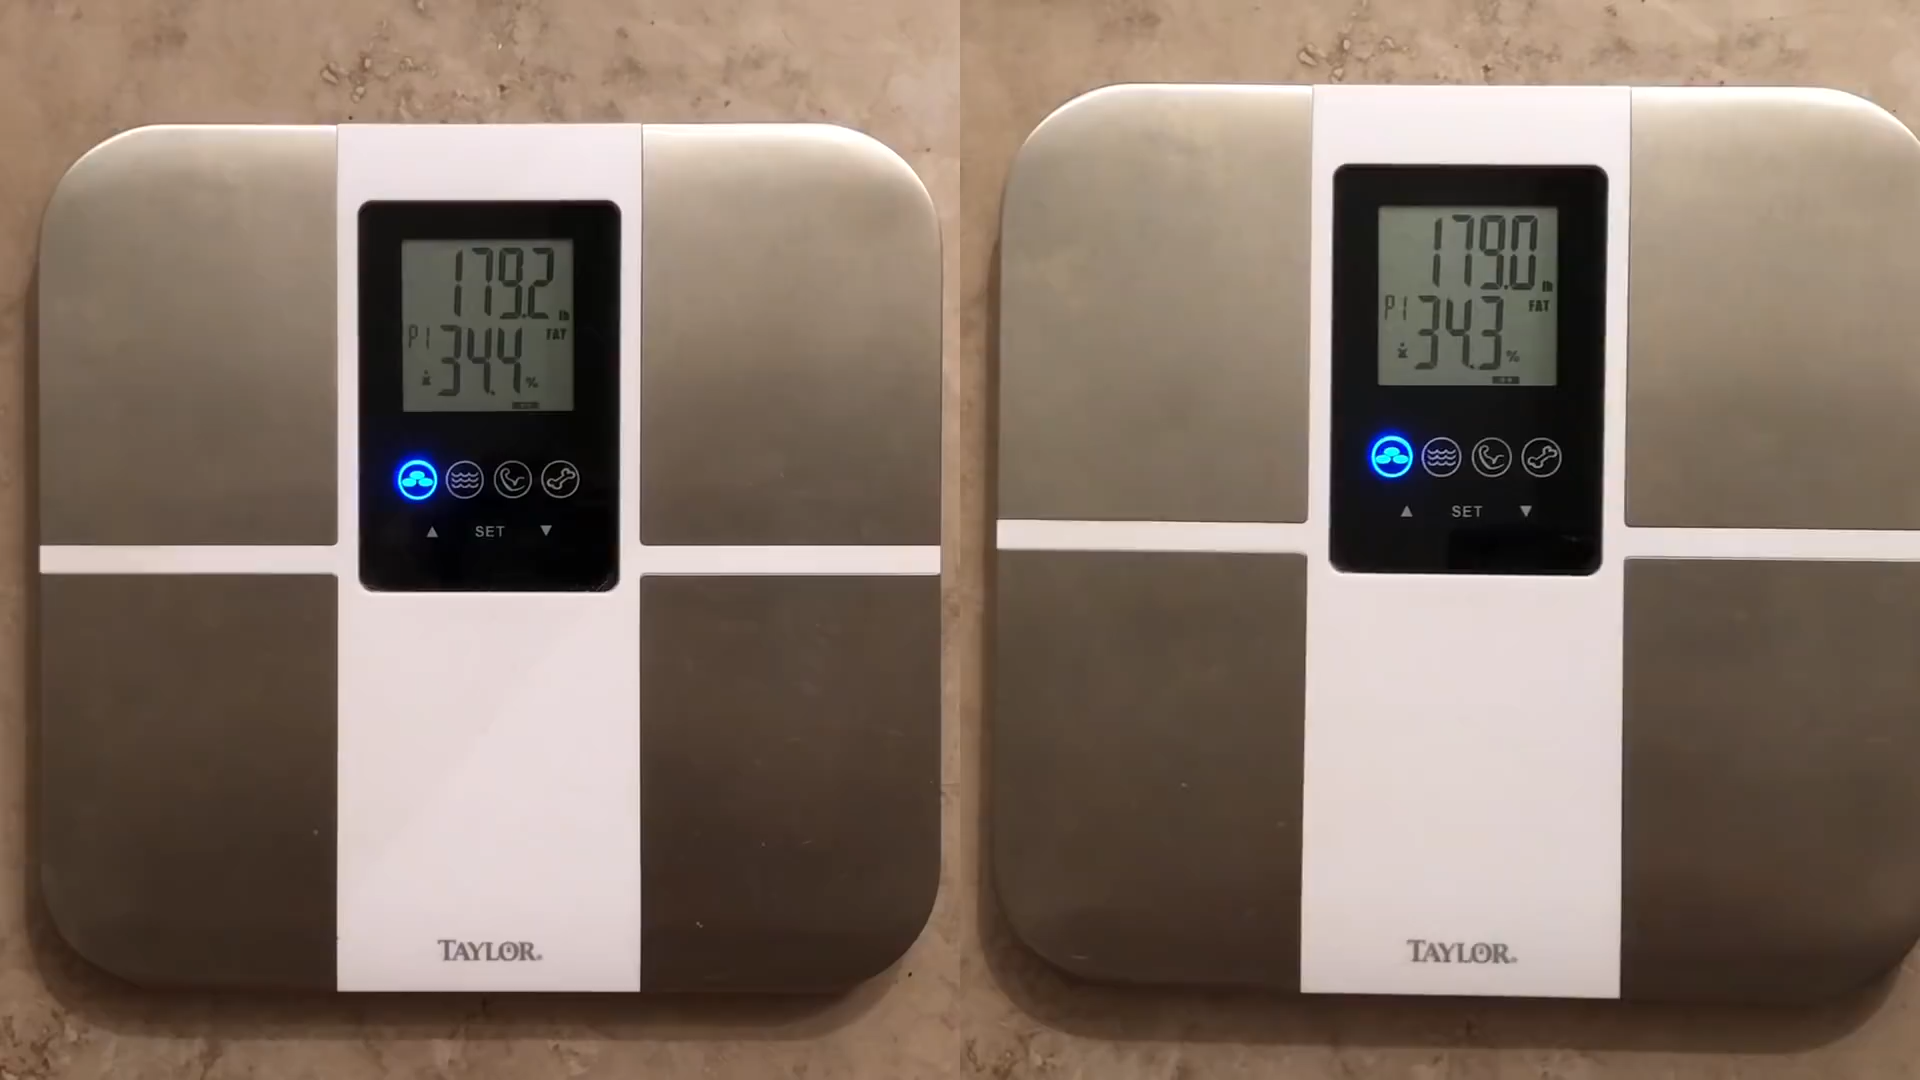 179.2 lb
P1 FAT
34.4 %
▲ SET ▼
TAYLOR®
179.0 lb
P1 FAT
34.3 %
▲ SET ▼
TAYLOR®